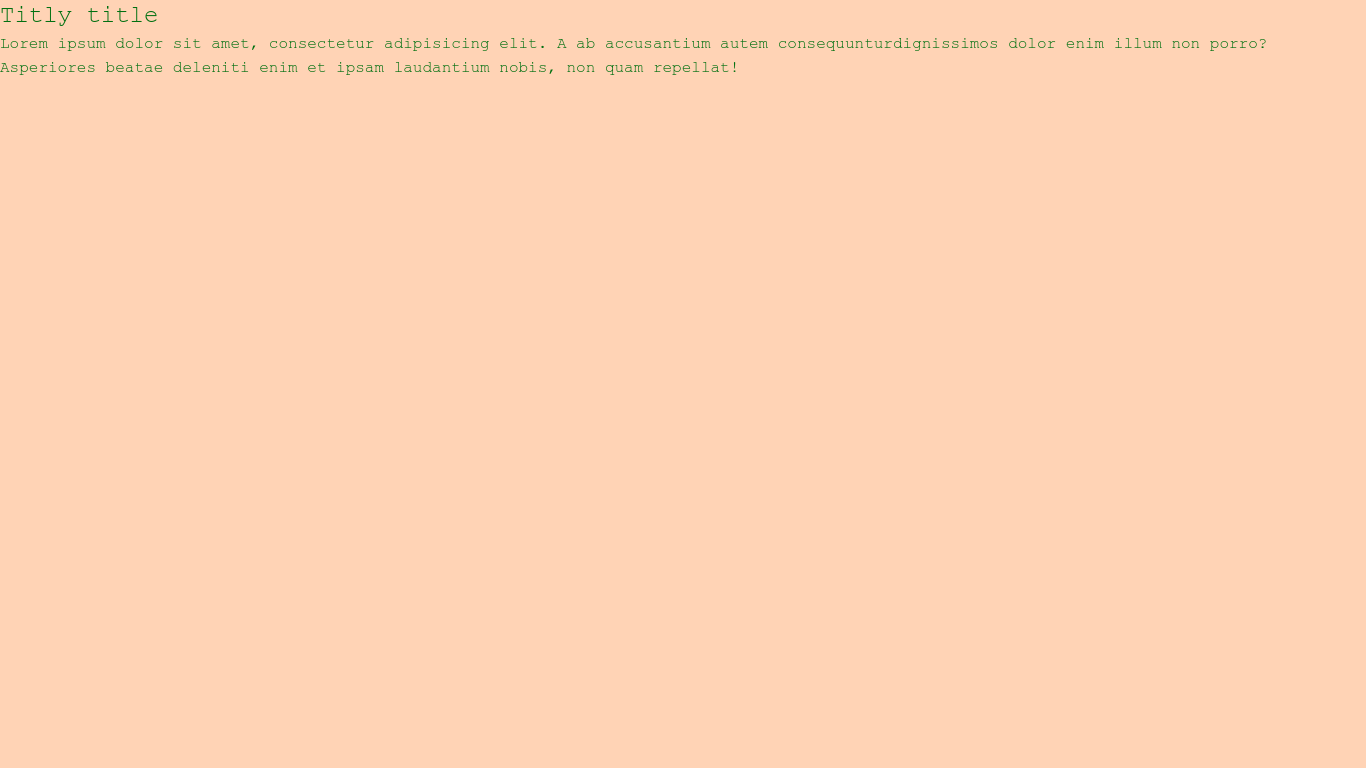 Titly title
Lorem ipsum dolor sit amet, consectetur adipisicing elit. A ab accusantium autem consequunturdignissimos dolor enim illum non porro?
Asperiores beatae deleniti enim et ipsam laudantium nobis, non quam repellat!